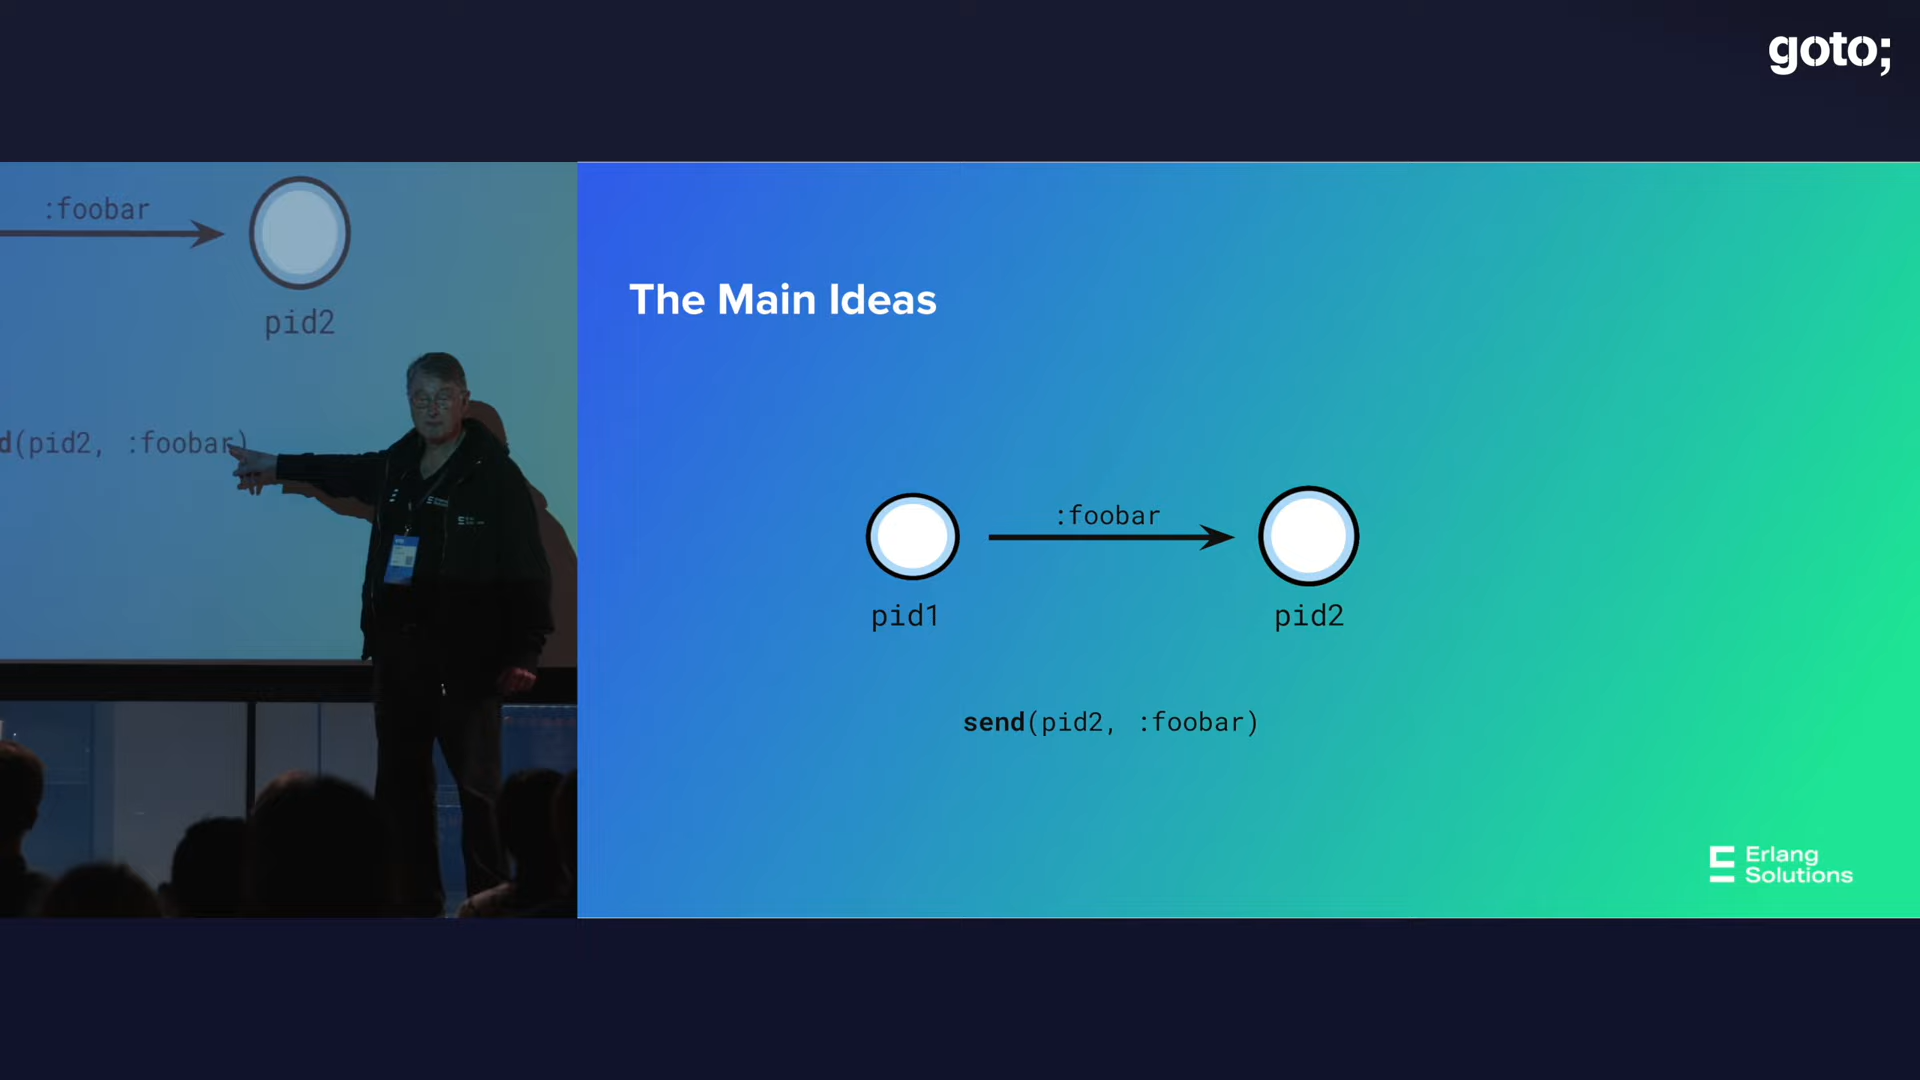 goto;
:foobar
pid2
d(pid2, :foobar)
The Main Ideas
:foobar
pid1
pid2
send(pid2, :foobar)
Erlang
Solutions